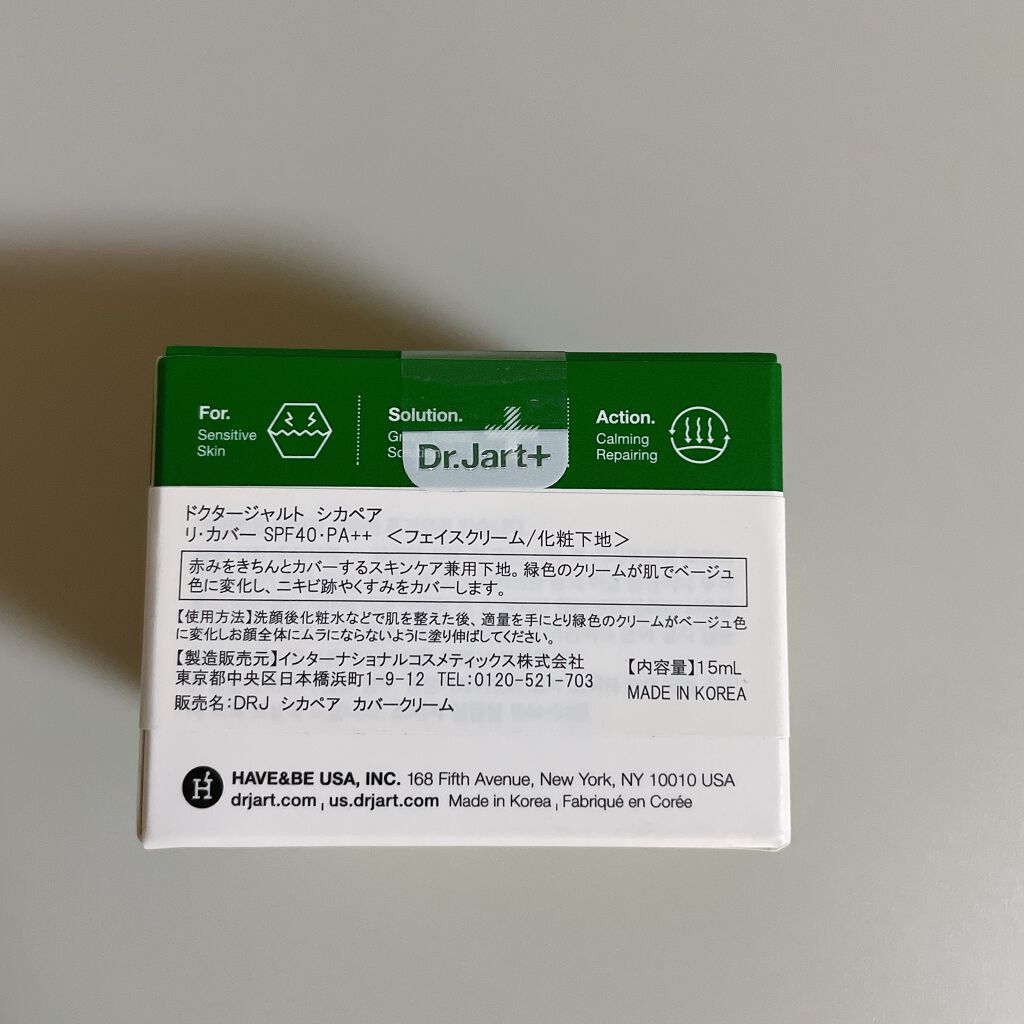 For.
Sensitive
Skin
Solution.
Dr.Jart+
Action.
Calming
Repairing
ドクタージャルト シカペア
リ・カバー SPF40・PA++ ＜フェイスクリーム/化粧下地＞
赤みをきちんとカバーするスキンケア兼用下地。緑色のクリームが肌でベージュ
色に変化し、ニキビ跡やくすみをカバーします。
【使用方法】洗顔後化粧水などで肌を整えた後、適量を手にとり緑色のクリームがベージュ色
に変化しお顔全体にムラにならないように塗り伸ばしてください。
【製造販売元】インターナショナルコスメティックス株式会社
東京都中央区日本橋浜町1-9-12 TEL:0120-521-703
販売名:DRJ シカペア カバークリーム
【内容量】15mL
MADE IN KOREA
HAVE&BE USA, INC. 168 Fifth Avenue, New York, NY 10010 USA
drjart.com | us.drjart.com Made in Korea | Fabriqué en Corée